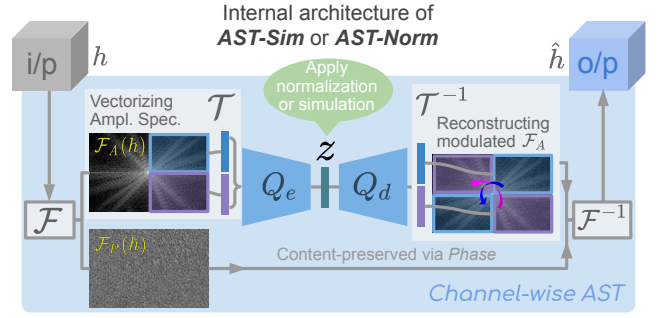 Internal architecture of
AST-Sim or AST-Norm
i/p
h
ĥ
o/p
Apply
normalization
or simulation
Vectorizing
Ampl. Spec.
𝒯
𝒯⁻¹
Reconstructing
modulated ℱ_A
ℱ_A(h)
z
Q_e
Q_d
ℱ
ℱ⁻¹
ℱ_P(h)
Content-preserved via Phase
Channel-wise AST